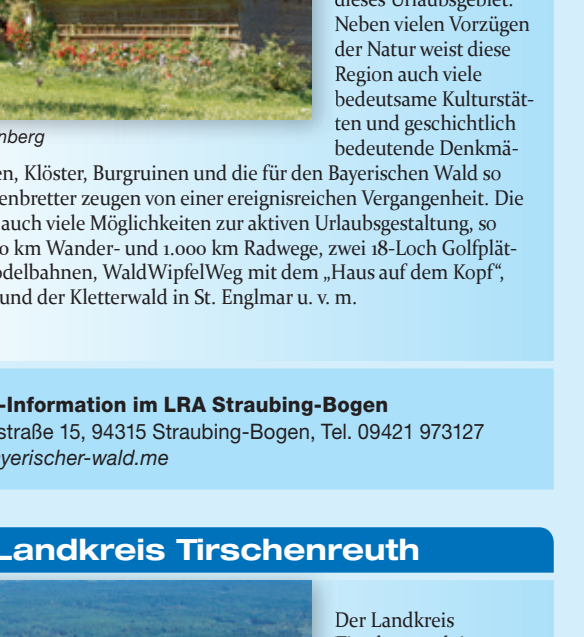 dieses Urlaubsgebiet.
Neben vielen Vorzügen
der Natur weist diese
Region auch viele
bedeutsame Kulturstät-
ten und geschichtlich
bedeutende Denkmä-
nberg
en, Klöster, Burgruinen und die für den Bayerischen Wald so
enbretter zeugen von einer ereignisreichen Vergangenheit. Die
auch viele Möglichkeiten zur aktiven Urlaubsgestaltung, so
0 km Wander- und 1.000 km Radwege, zwei 18-Loch Golfplät-
odelbahnen, WaldWipfelWeg mit dem „Haus auf dem Kopf“,
und der Kletterwald in St. Englmar u. v. m.
-Information im LRA Straubing-Bogen
straße 15, 94315 Straubing-Bogen, Tel. 09421 973127
yerischer-wald.me
Landkreis Tirschenreuth
Der Landkreis